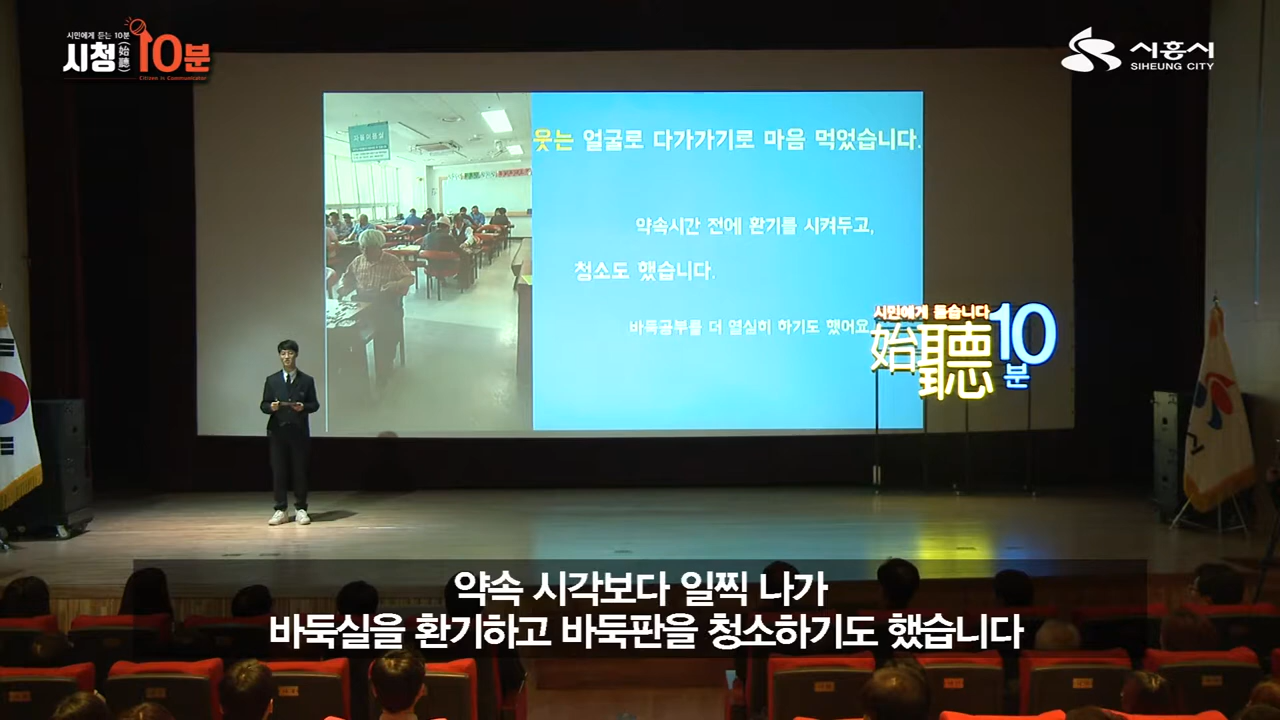 시민에게 듣는 10분
시청(始聽)10분
Citizen is Communicator
시흥시
SIHEUNG CITY
웃는 얼굴로 다가가기로 마음 먹었습니다.
약속시간 전에 환기를 시켜두고,
청소도 했습니다.
바둑공부를 더 열심히 하기도 했어요
시민에게 듣습니다
始聽10분
약속 시각보다 일찍 나가
바둑실을 환기하고 바둑판을 청소하기도 했습니다